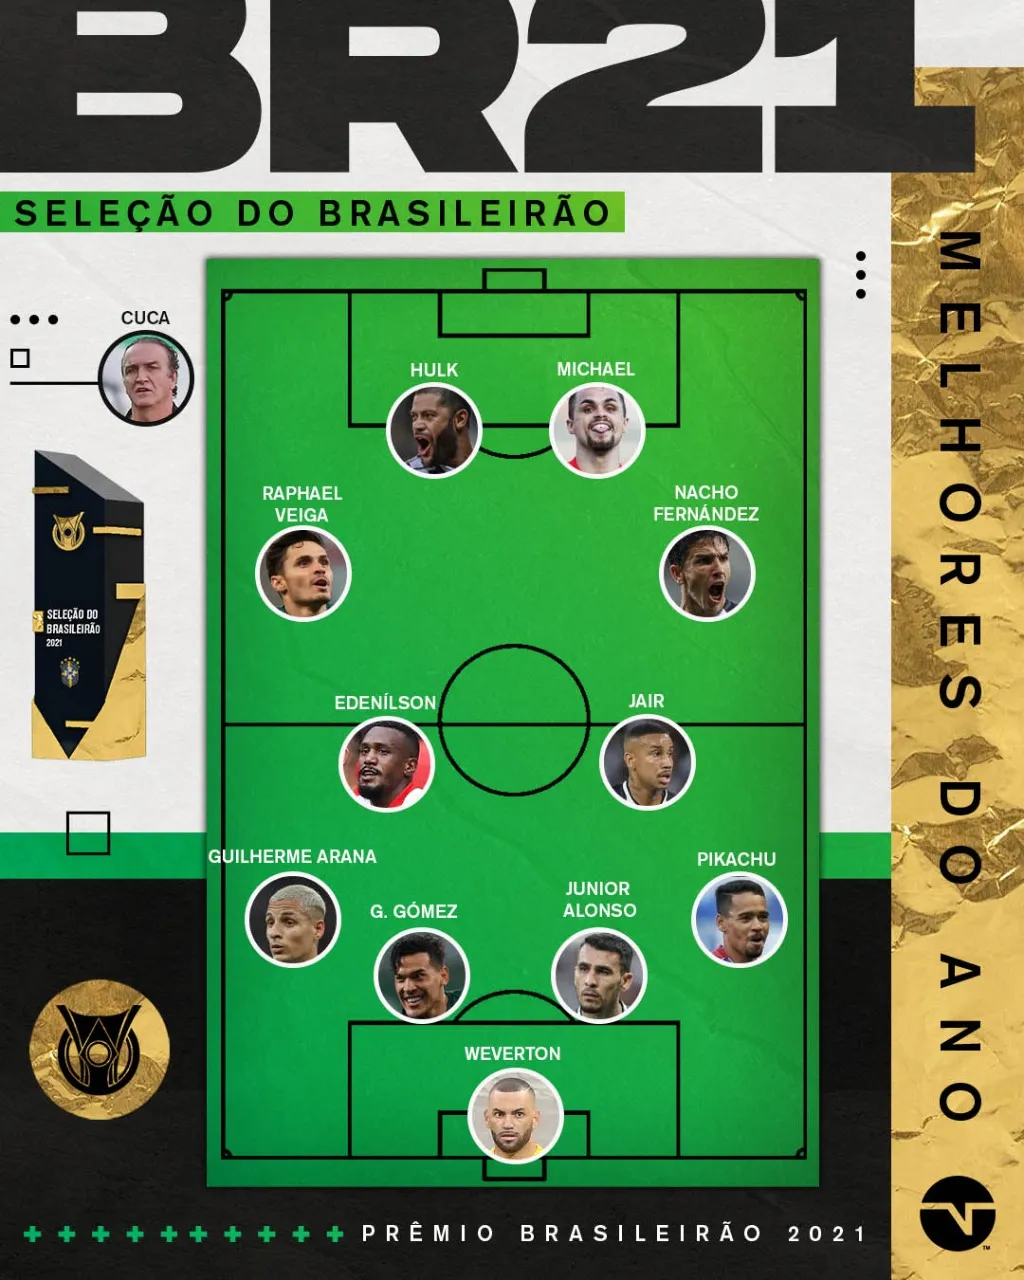 BR21
SELEÇÃO DO BRASILEIRÃO
MELHORES DO ANO
CUCA
HULK
MICHAEL
RAPHAEL
VEIGA
NACHO
FERNÁNDEZ
SELEÇÃO DO
BRASILEIRÃO
2021
EDENÍLSON
JAIR
GUILHERME ARANA
PIKACHU
G. GÓMEZ
JUNIOR
ALONSO
WEVERTON
PRÊMIO BRASILEIRÃO 2021
TM